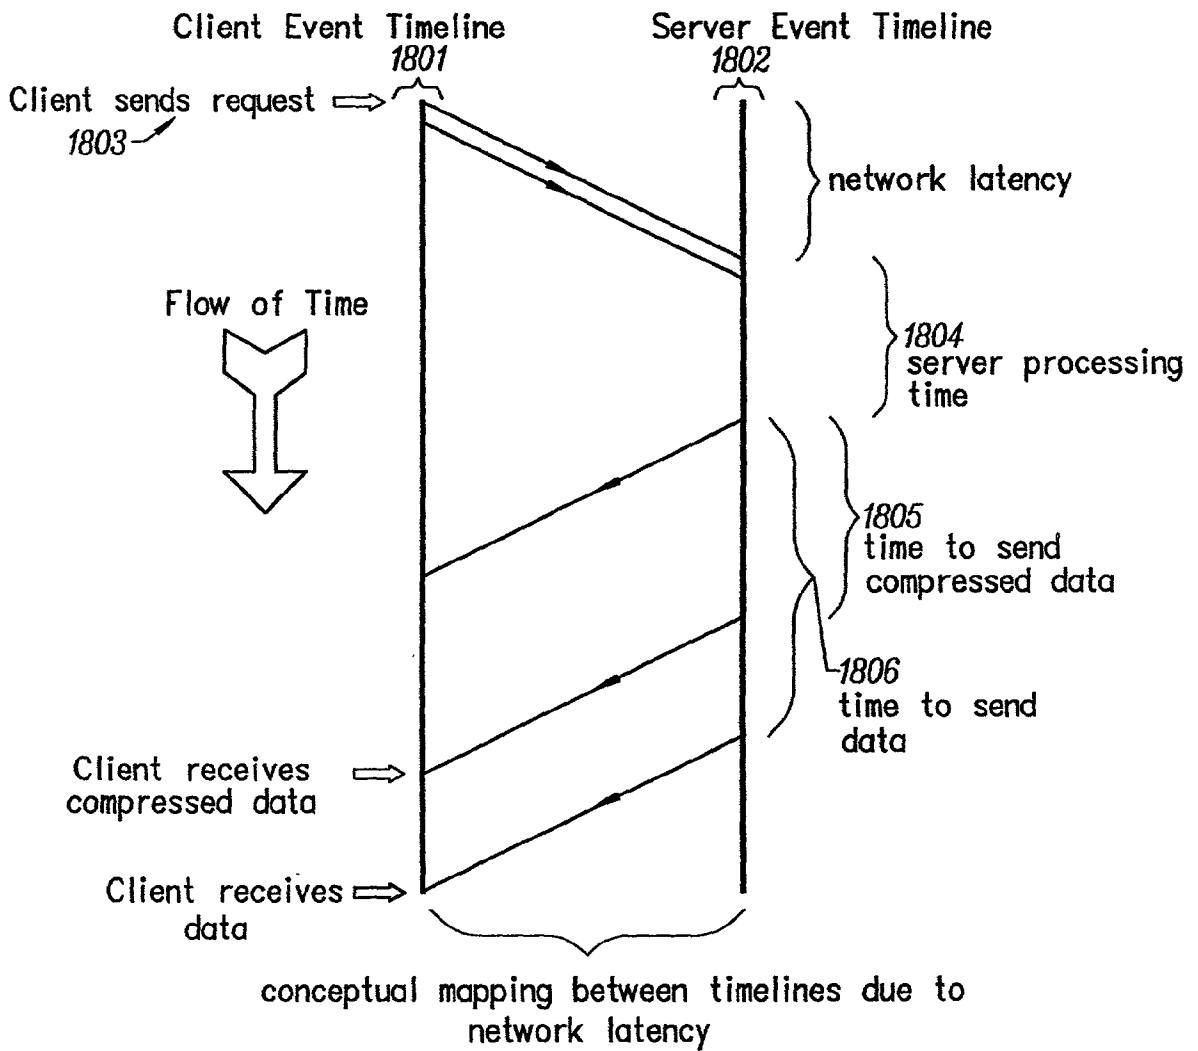 Client Event Timeline
1801
Server Event Timeline
1802
Client sends request
1803
network latency
Flow of Time
1804
server processing
time
1805
time to send
compressed data
1806
time to send
data
Client receives
compressed data
Client receives
data
conceptual mapping between timelines due to
network latency